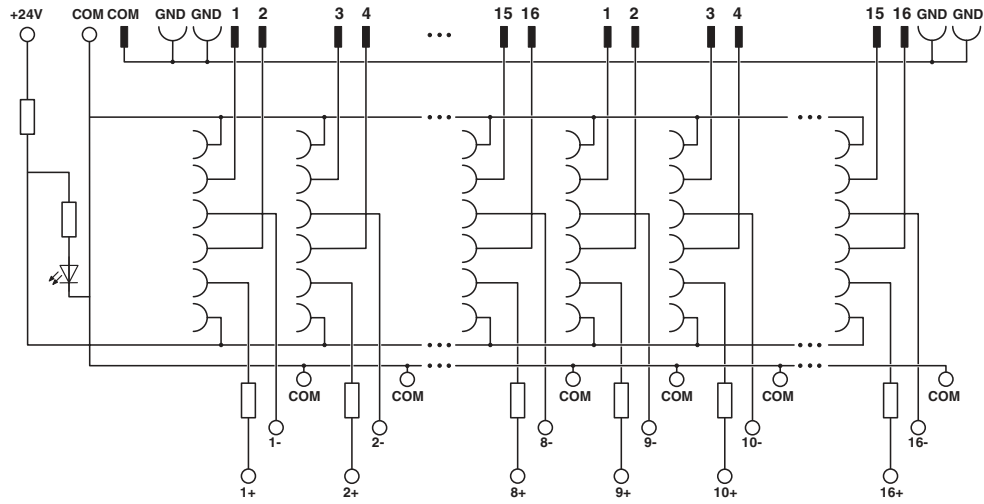 +24V COM COM GND GND 1 2 3 4 ••• 15 16 1 2 3 4 15 16 GND GND
••• •••
••• •••
••• •••
COM COM COM COM COM COM
1- 2- 8- 9- 10- 16-
1+ 2+ 8+ 9+ 10+ 16+